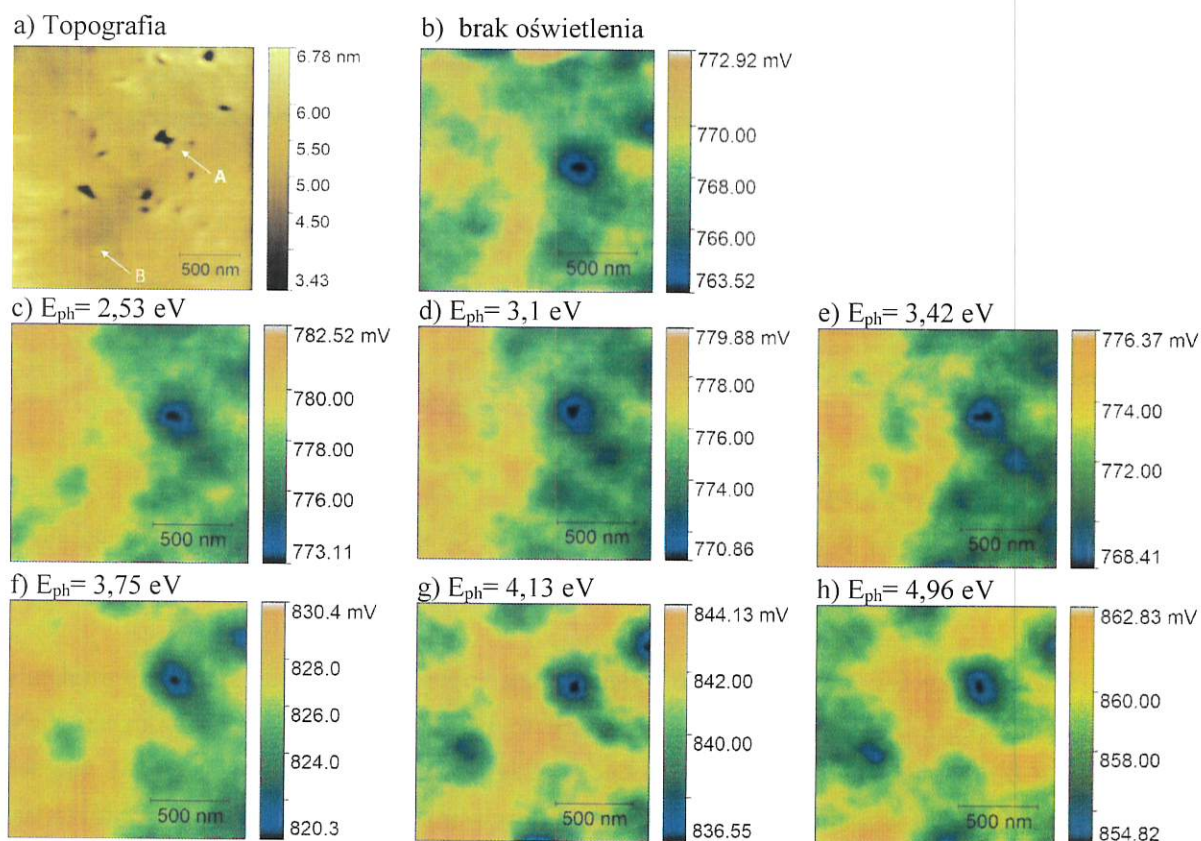 a) Topografia
6.78 nm
6.00
5.50
5.00
4.50
3.43
A
B
500 nm
b) brak oświetlenia
772.92 mV
770.00
768.00
766.00
763.52
500 nm
c) Eph= 2,53 eV
782.52 mV
780.00
778.00
776.00
773.11
500 nm
d) Eph= 3,1 eV
779.88 mV
778.00
776.00
774.00
770.86
500 nm
e) Eph= 3,42 eV
776.37 mV
774.00
772.00
768.41
500 nm
f) Eph= 3,75 eV
830.4 mV
828.0
826.0
824.0
820.3
500 nm
g) Eph= 4,13 eV
844.13 mV
842.00
840.00
836.55
500 nm
h) Eph= 4,96 eV
862.83 mV
860.00
858.00
854.82
500 nm